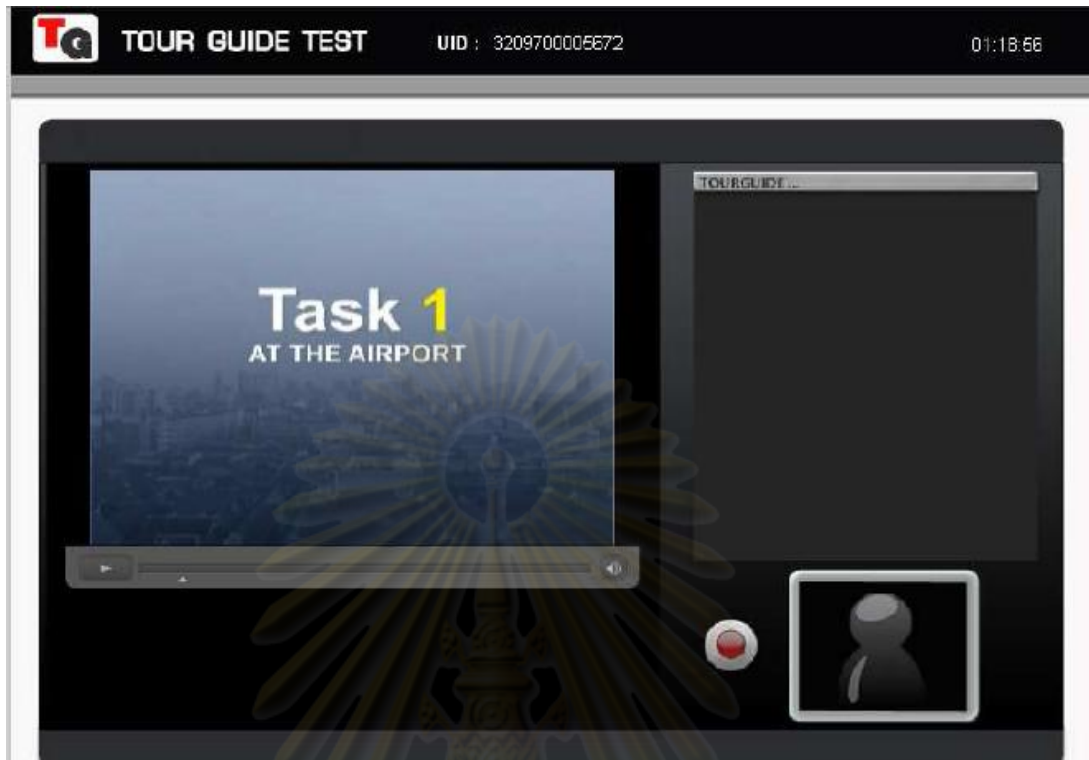 TG TOUR GUIDE TEST UID : 3209700005672 01:18:56
TOURGUIDE ...
Task 1
AT THE AIRPORT